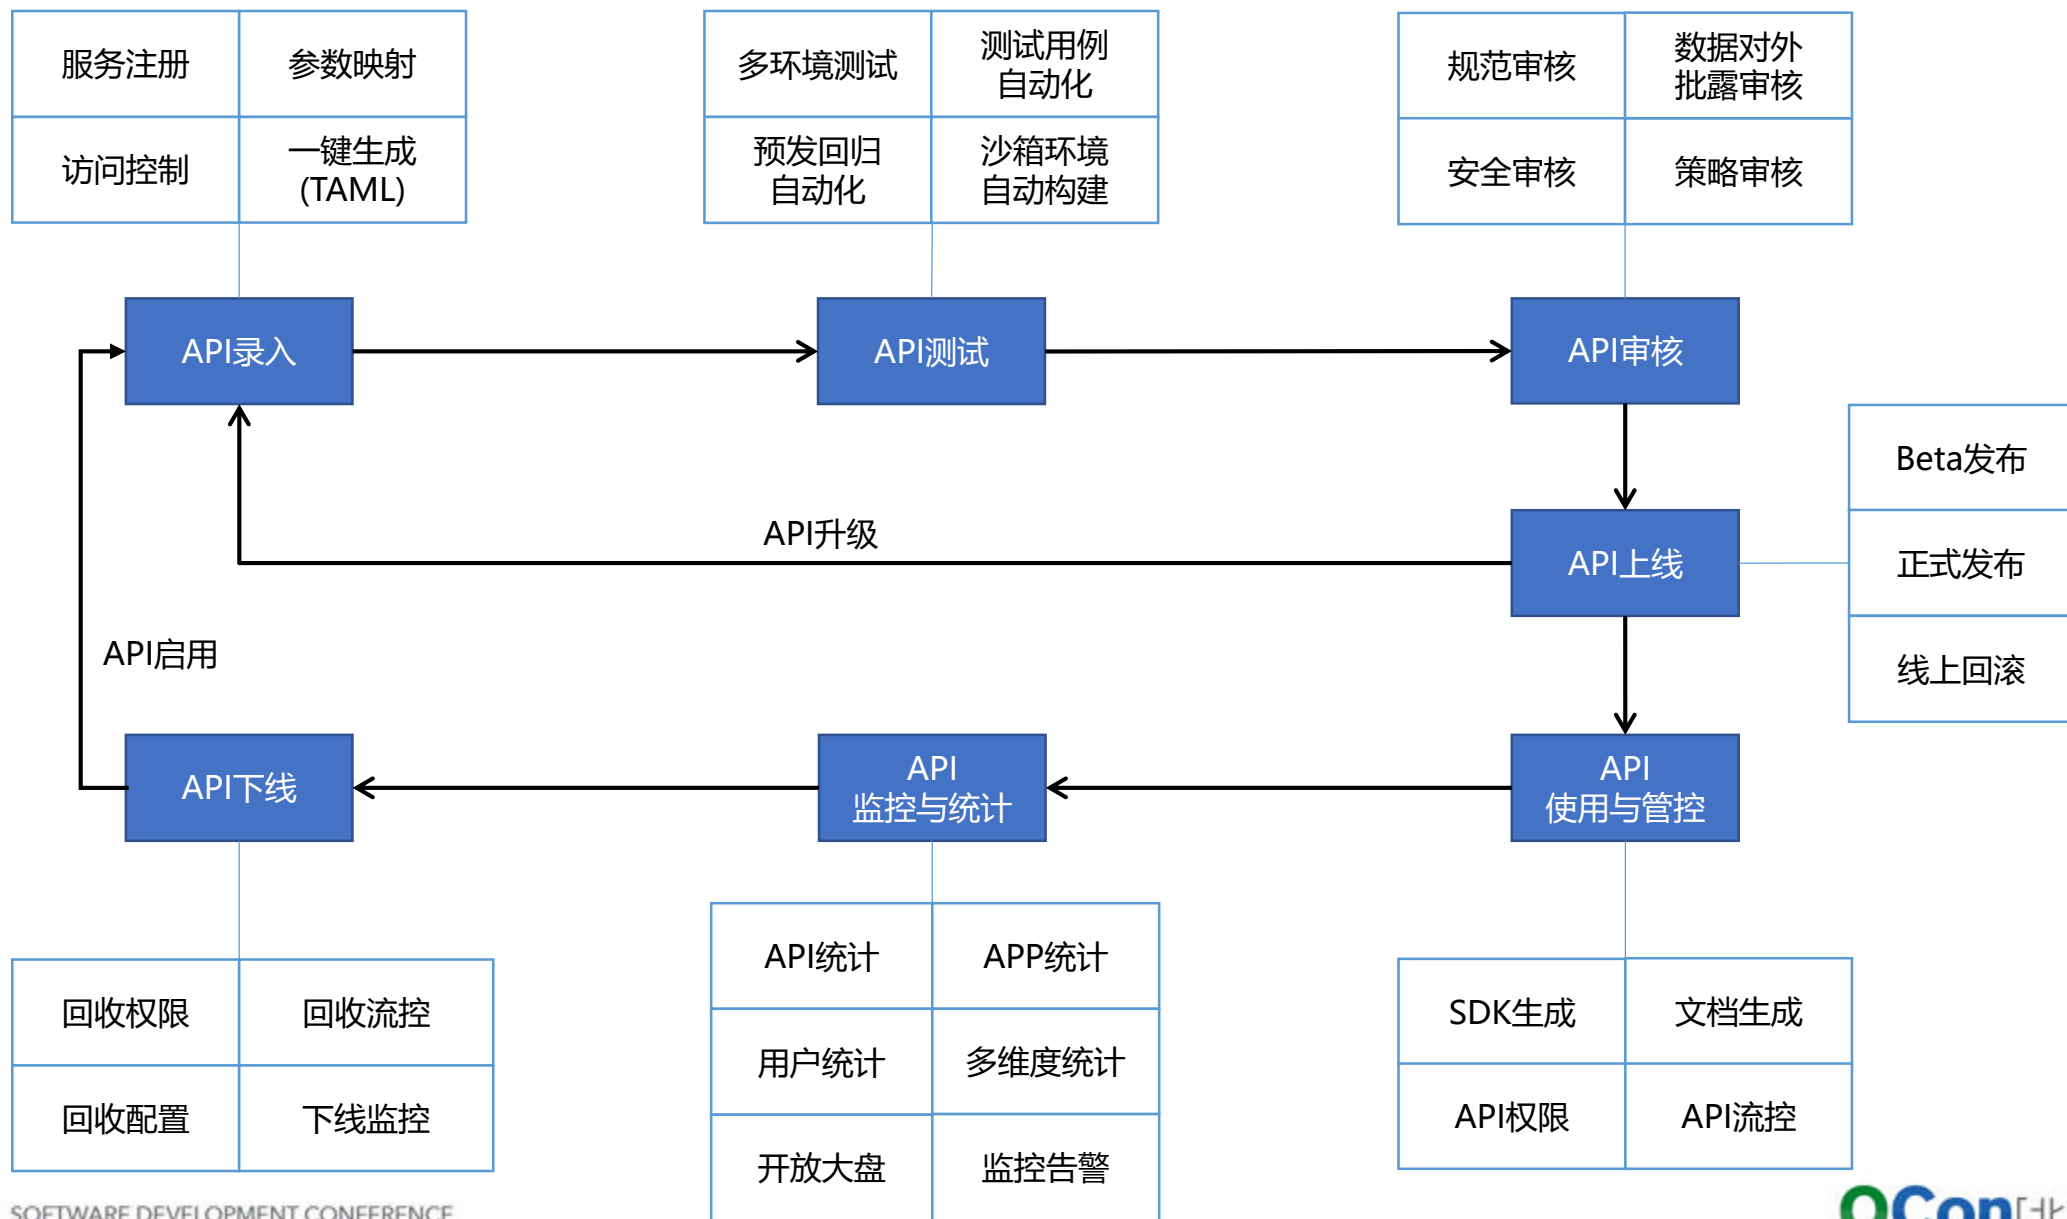 服务注册
参数映射
访问控制
一键生成
(TAML)
多环境测试
测试用例
自动化
预发回归
自动化
沙箱环境
自动构建
规范审核
数据对外
批露审核
安全审核
策略审核
API录入
API测试
API审核
Beta发布
API升级
API上线
正式发布
API启用
线上回滚
API下线
API
监控与统计
API
使用与管控
回收权限
回收流控
回收配置
下线监控
API统计
APP统计
用户统计
多维度统计
开放大盘
监控告警
SDK生成
文档生成
API权限
API流控
SOFTWARE DEVELOPMENT CONFERENCE
QCon